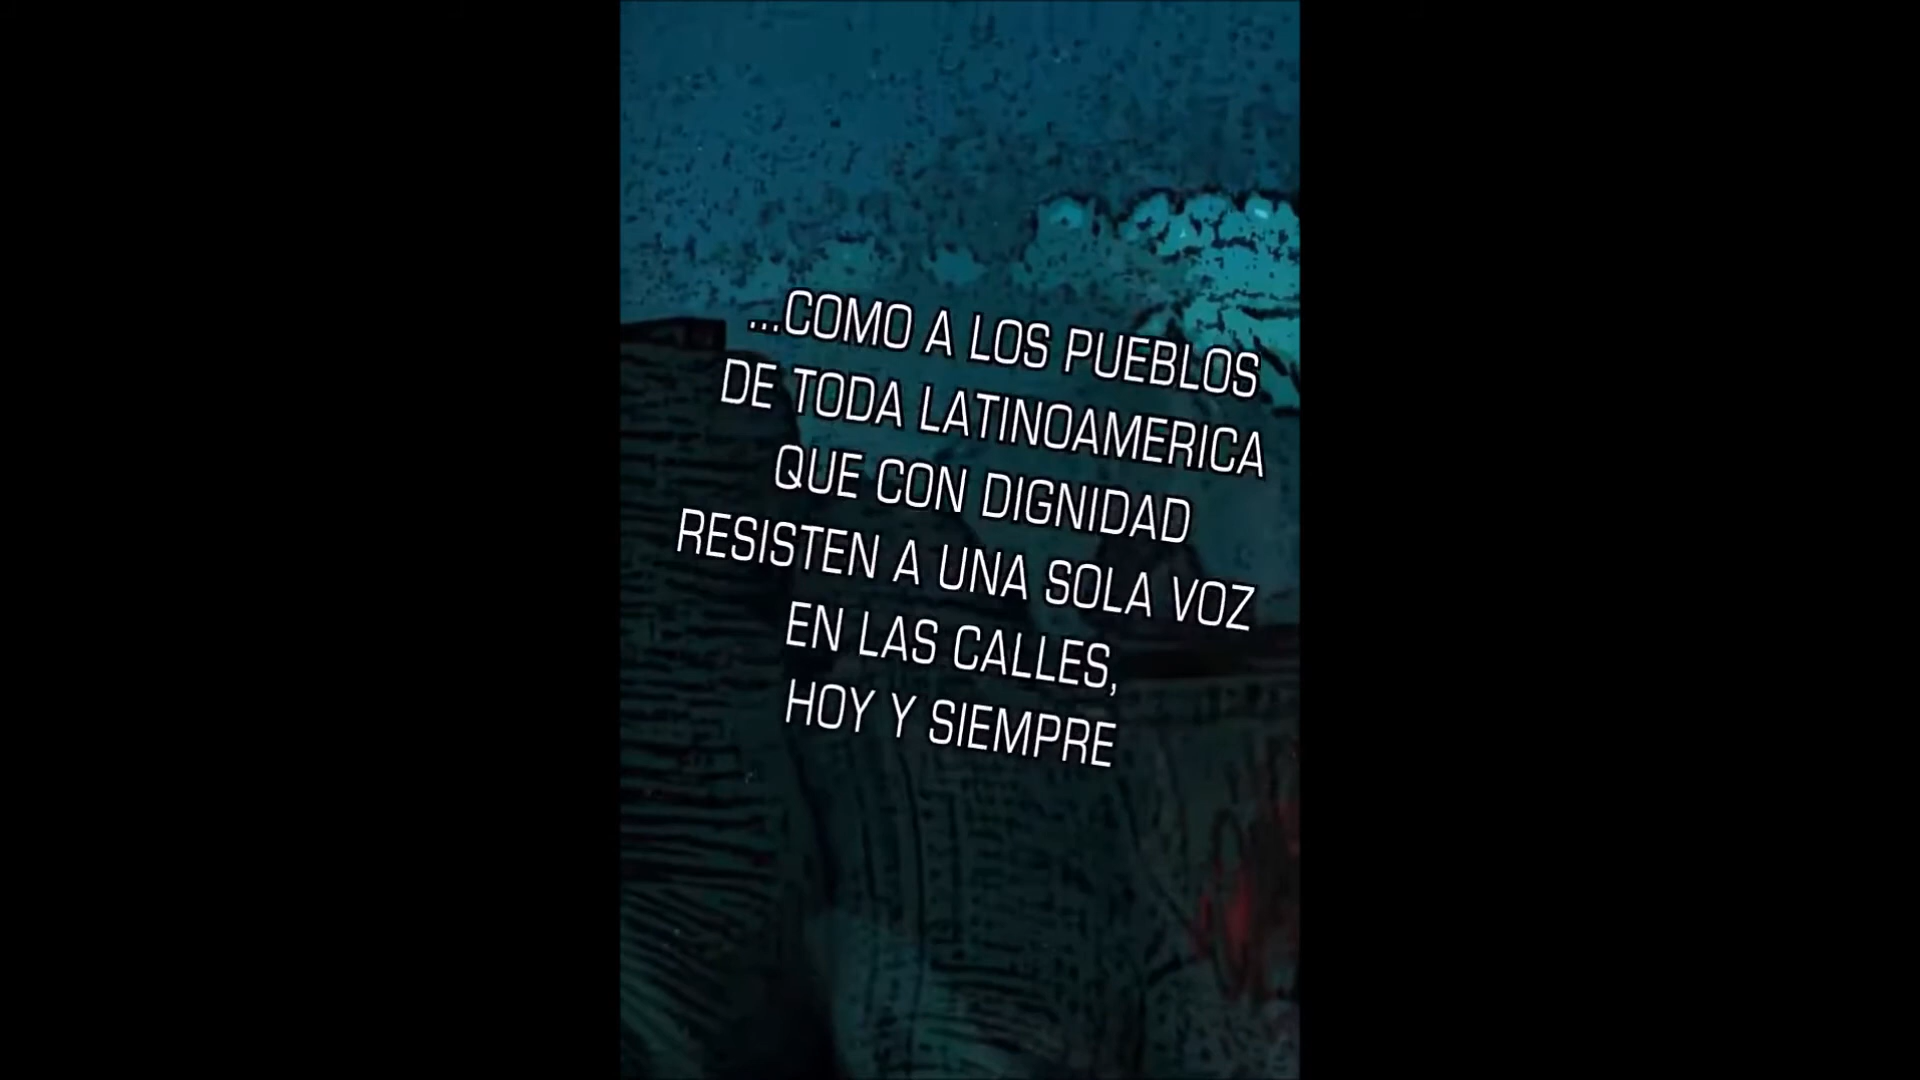 ...COMO A LOS PUEBLOS
DE TODA LATINOAMERICA
QUE CON DIGNIDAD
RESISTEN A UNA SOLA VOZ
EN LAS CALLES,
HOY Y SIEMPRE